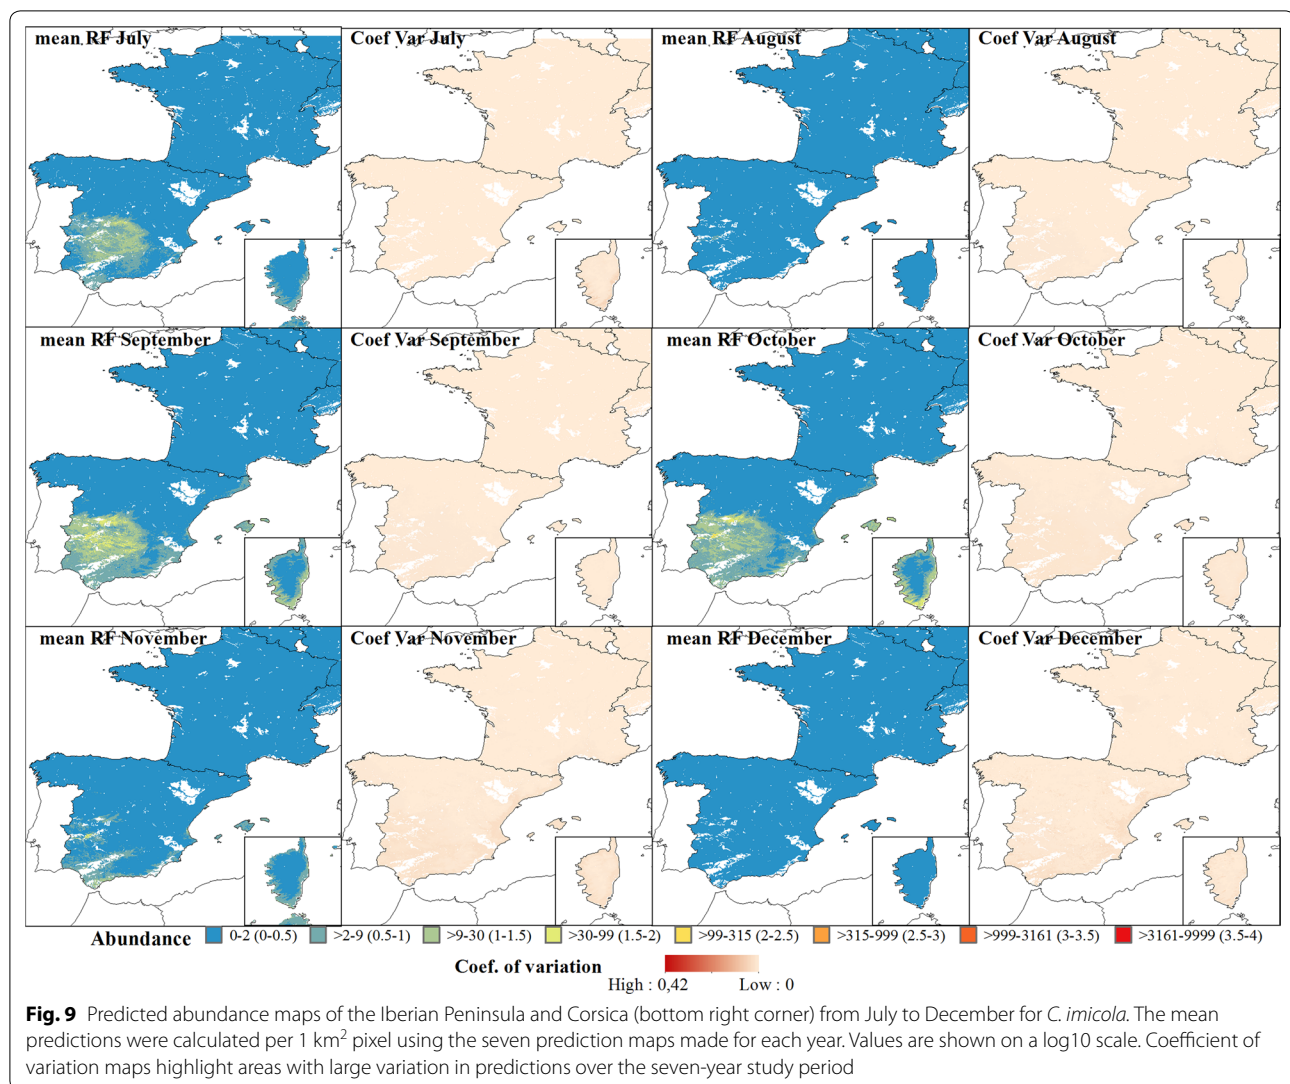 mean RF July
Coef Var July
mean RF August
Coef Var August
mean RF September
Coef Var September
mean RF October
Coef Var October
mean RF November
Coef Var November
mean RF December
Coef Var December
Abundance 0-2 (0-0.5) >2-9 (0.5-1) >9-30 (1-1.5) >30-99 (1.5-2) >99-315 (2-2.5) >315-999 (2.5-3) >999-3161 (3-3.5) >3161-9999 (3.5-4)
Coef. of variation
High : 0,42 Low : 0
Fig. 9 Predicted abundance maps of the Iberian Peninsula and Corsica (bottom right corner) from July to December for C. imicola. The mean
predictions were calculated per 1 km² pixel using the seven prediction maps made for each year. Values are shown on a log10 scale. Coefficient of
variation maps highlight areas with large variation in predictions over the seven-year study period